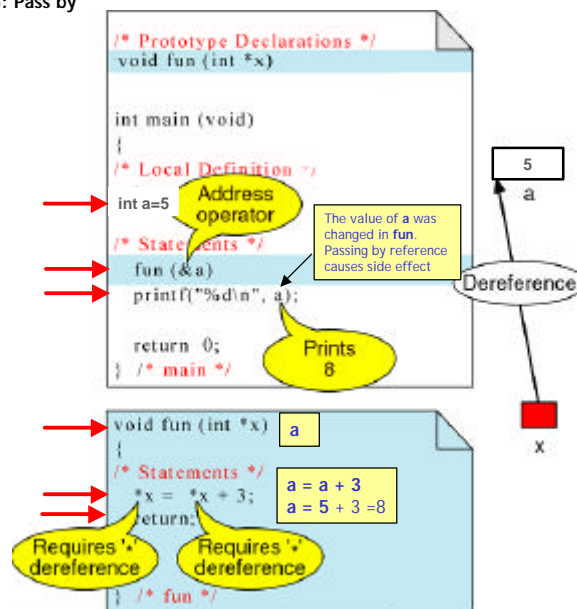 : Pass by
/* Prototype Declarations */
void fun (int *x)
int main (void)
{
/* Local Definition */
int a=5
Address
operator
/* Statements */
fun (&a)
printf("%d\n", a);
The value of a was
changed in fun.
Passing by reference
causes side effect
return 0;
Prints
8
} /* main */
5
a
Dereference
x
void fun (int *x)
a
{
/* Statements */
*x = *x + 3;
return;
a = a + 3
a = 5 + 3 =8
Requires '*'
dereference
Requires '*'
dereference
} /* fun */